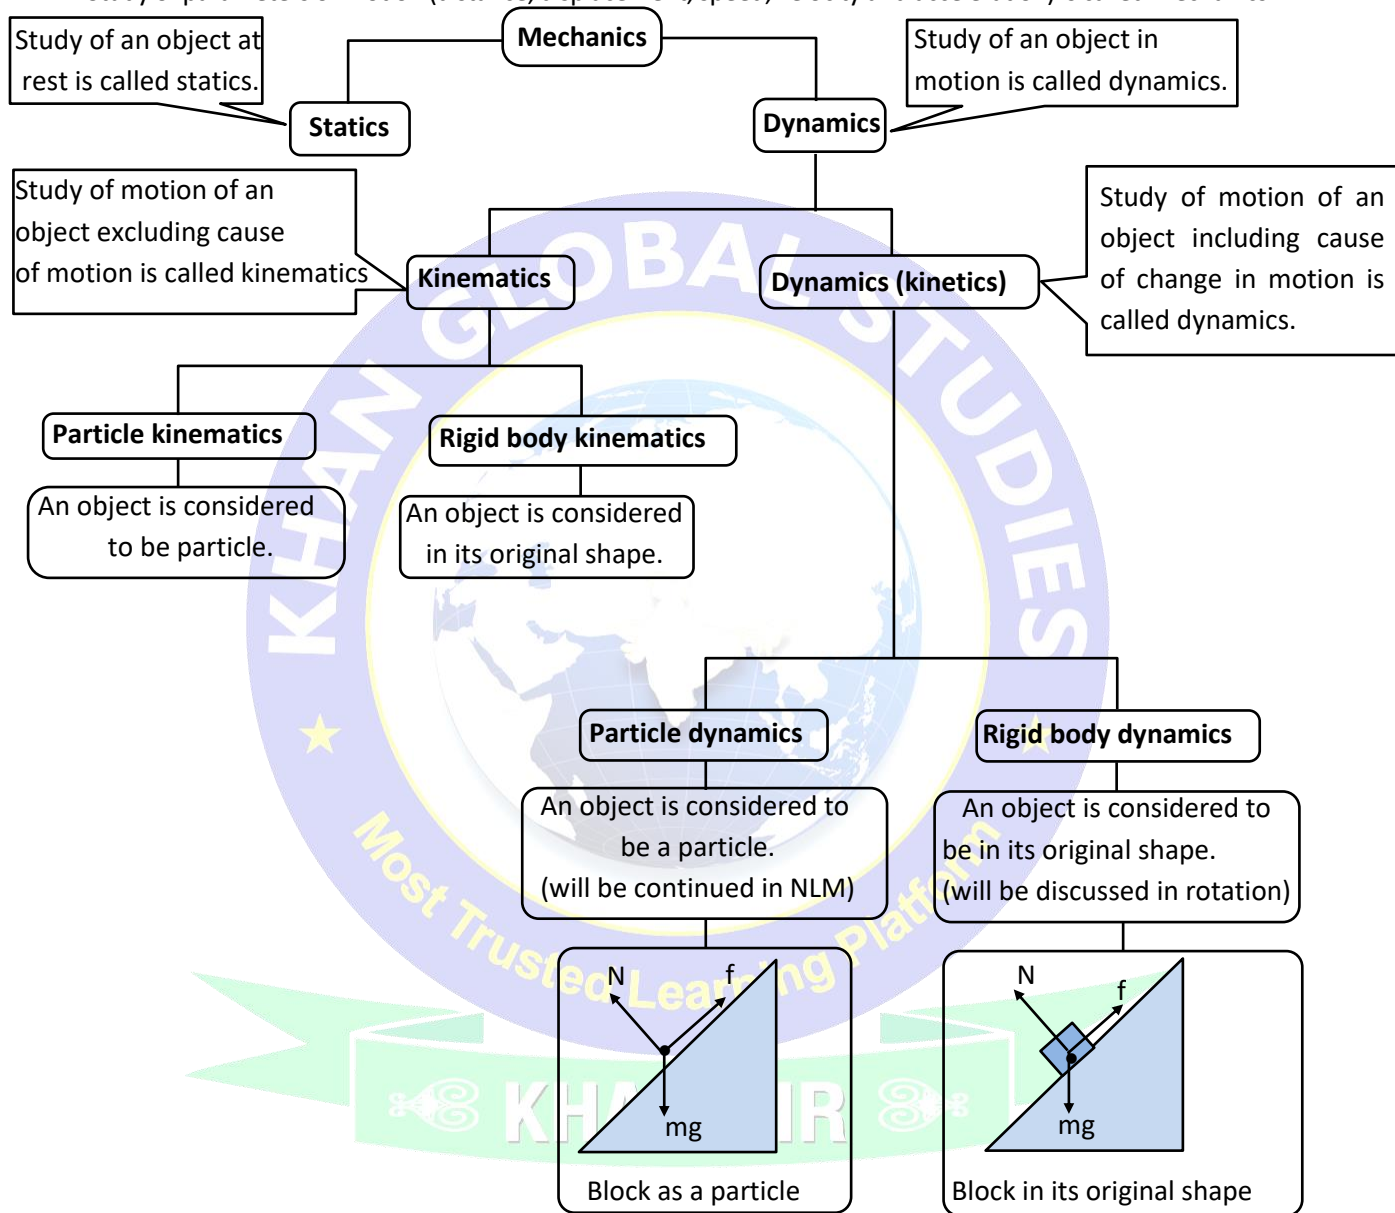 Mechanics
Study of an object at
rest is called statics.
Study of an object in
motion is called dynamics.
Statics
Dynamics
Study of motion of an
object excluding cause
of motion is called kinematics
Study of motion of an
object including cause
of change in motion is
called dynamics.
Kinematics
Dynamics (kinetics)
Particle kinematics
Rigid body kinematics
An object is considered
to be particle.
An object is considered
in its original shape.
Particle dynamics
Rigid body dynamics
An object is considered to
be a particle.
(will be continued in NLM)
An object is considered to
be in its original shape.
(will be discussed in rotation)
N
f
mg
Block as a particle
N
f
mg
Block in its original shape
KHAN GLOBAL STUDIES
Most Trusted Learning Platform